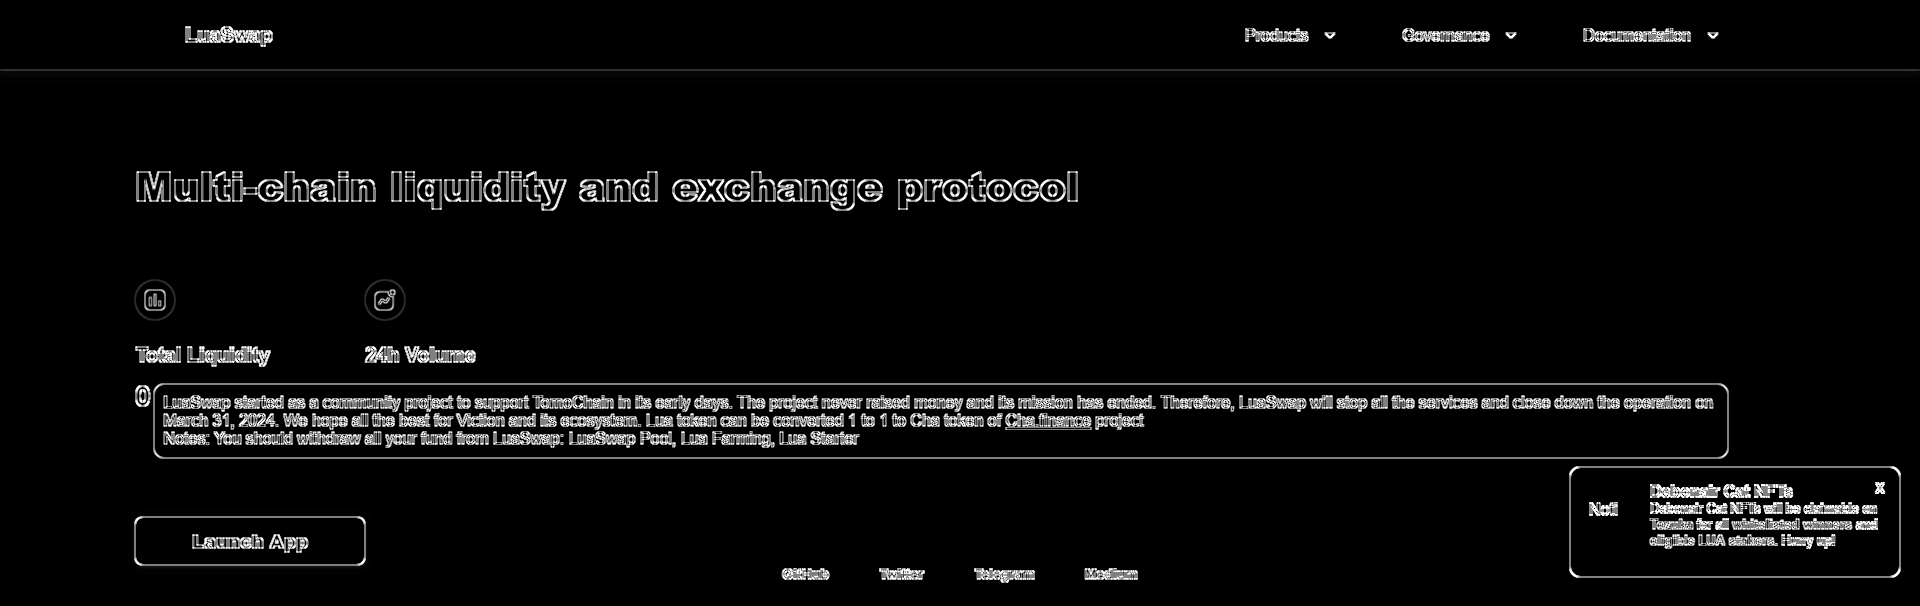 LuaSwap
Products
Governance
Documentation
Multi-chain liquidity and exchange protocol
Total Liquidity
24h Volume
0
LuaSwap started as a community project to support TomoChain in its early days. The project never raised money and its mission has ended. Therefore, LuaSwap will stop all the services and close down the operation on
March 31, 2024. We hope all the best for Viction and its ecosystem. Lua token can be converted 1 to 1 to Cha token of Cha.finance project
Notes: You should withdraw all your fund from LuaSwap: LuaSwap Pool, Lua Farming, Lua Starter
Noti
Debonair Cat NFTs
x
Debonair Cat NFTs will be claimable on
Tezuka for all whitelisted winners and
eligible LUA stakers. Hurry up!
Launch App
GitHub
Twitter
Telegram
Medium